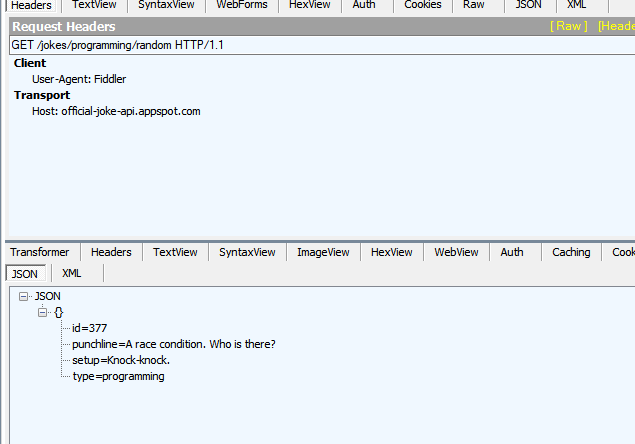 Headers TextView SyntaxView WebForms HexView Auth Cookies Raw JSON XML
Request Headers [ Raw ] [Heade
GET /jokes/programming/random HTTP/1.1
Client
User-Agent: Fiddler
Transport
Host: official-joke-api.appspot.com
Transformer Headers TextView SyntaxView ImageView HexView WebView Auth Caching Cook
JSON XML
JSON
{}
id=377
punchline=A race condition. Who is there?
setup=Knock-knock.
type=programming